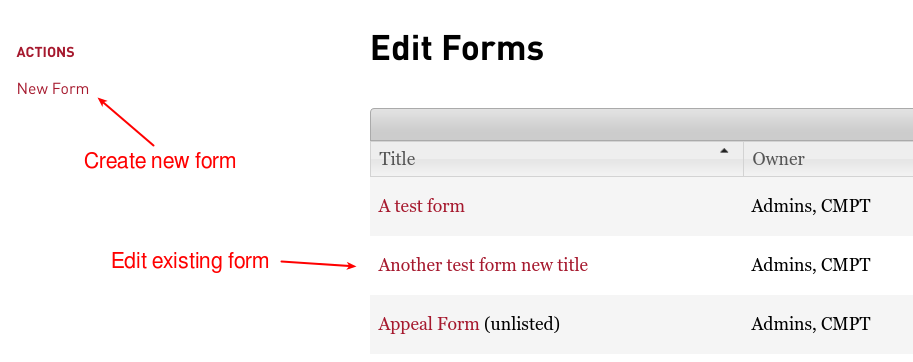 ACTIONS
New Form
Create new form
Edit existing form
Edit Forms
Title Owner
A test form Admins, CMPT
Another test form new title Admins, CMPT
Appeal Form (unlisted) Admins, CMPT